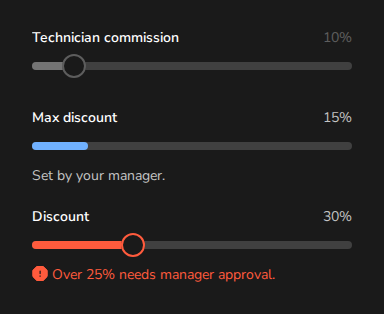 Technician commission 10%
Max discount 15%
Set by your manager.
Discount 30%
Over 25% needs manager approval.